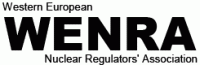 Western European
WENRA
Nuclear Regulators' Association